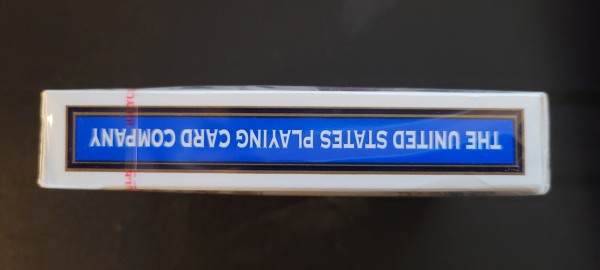 THE UNITED STATES PLAYING CARD COMPANY